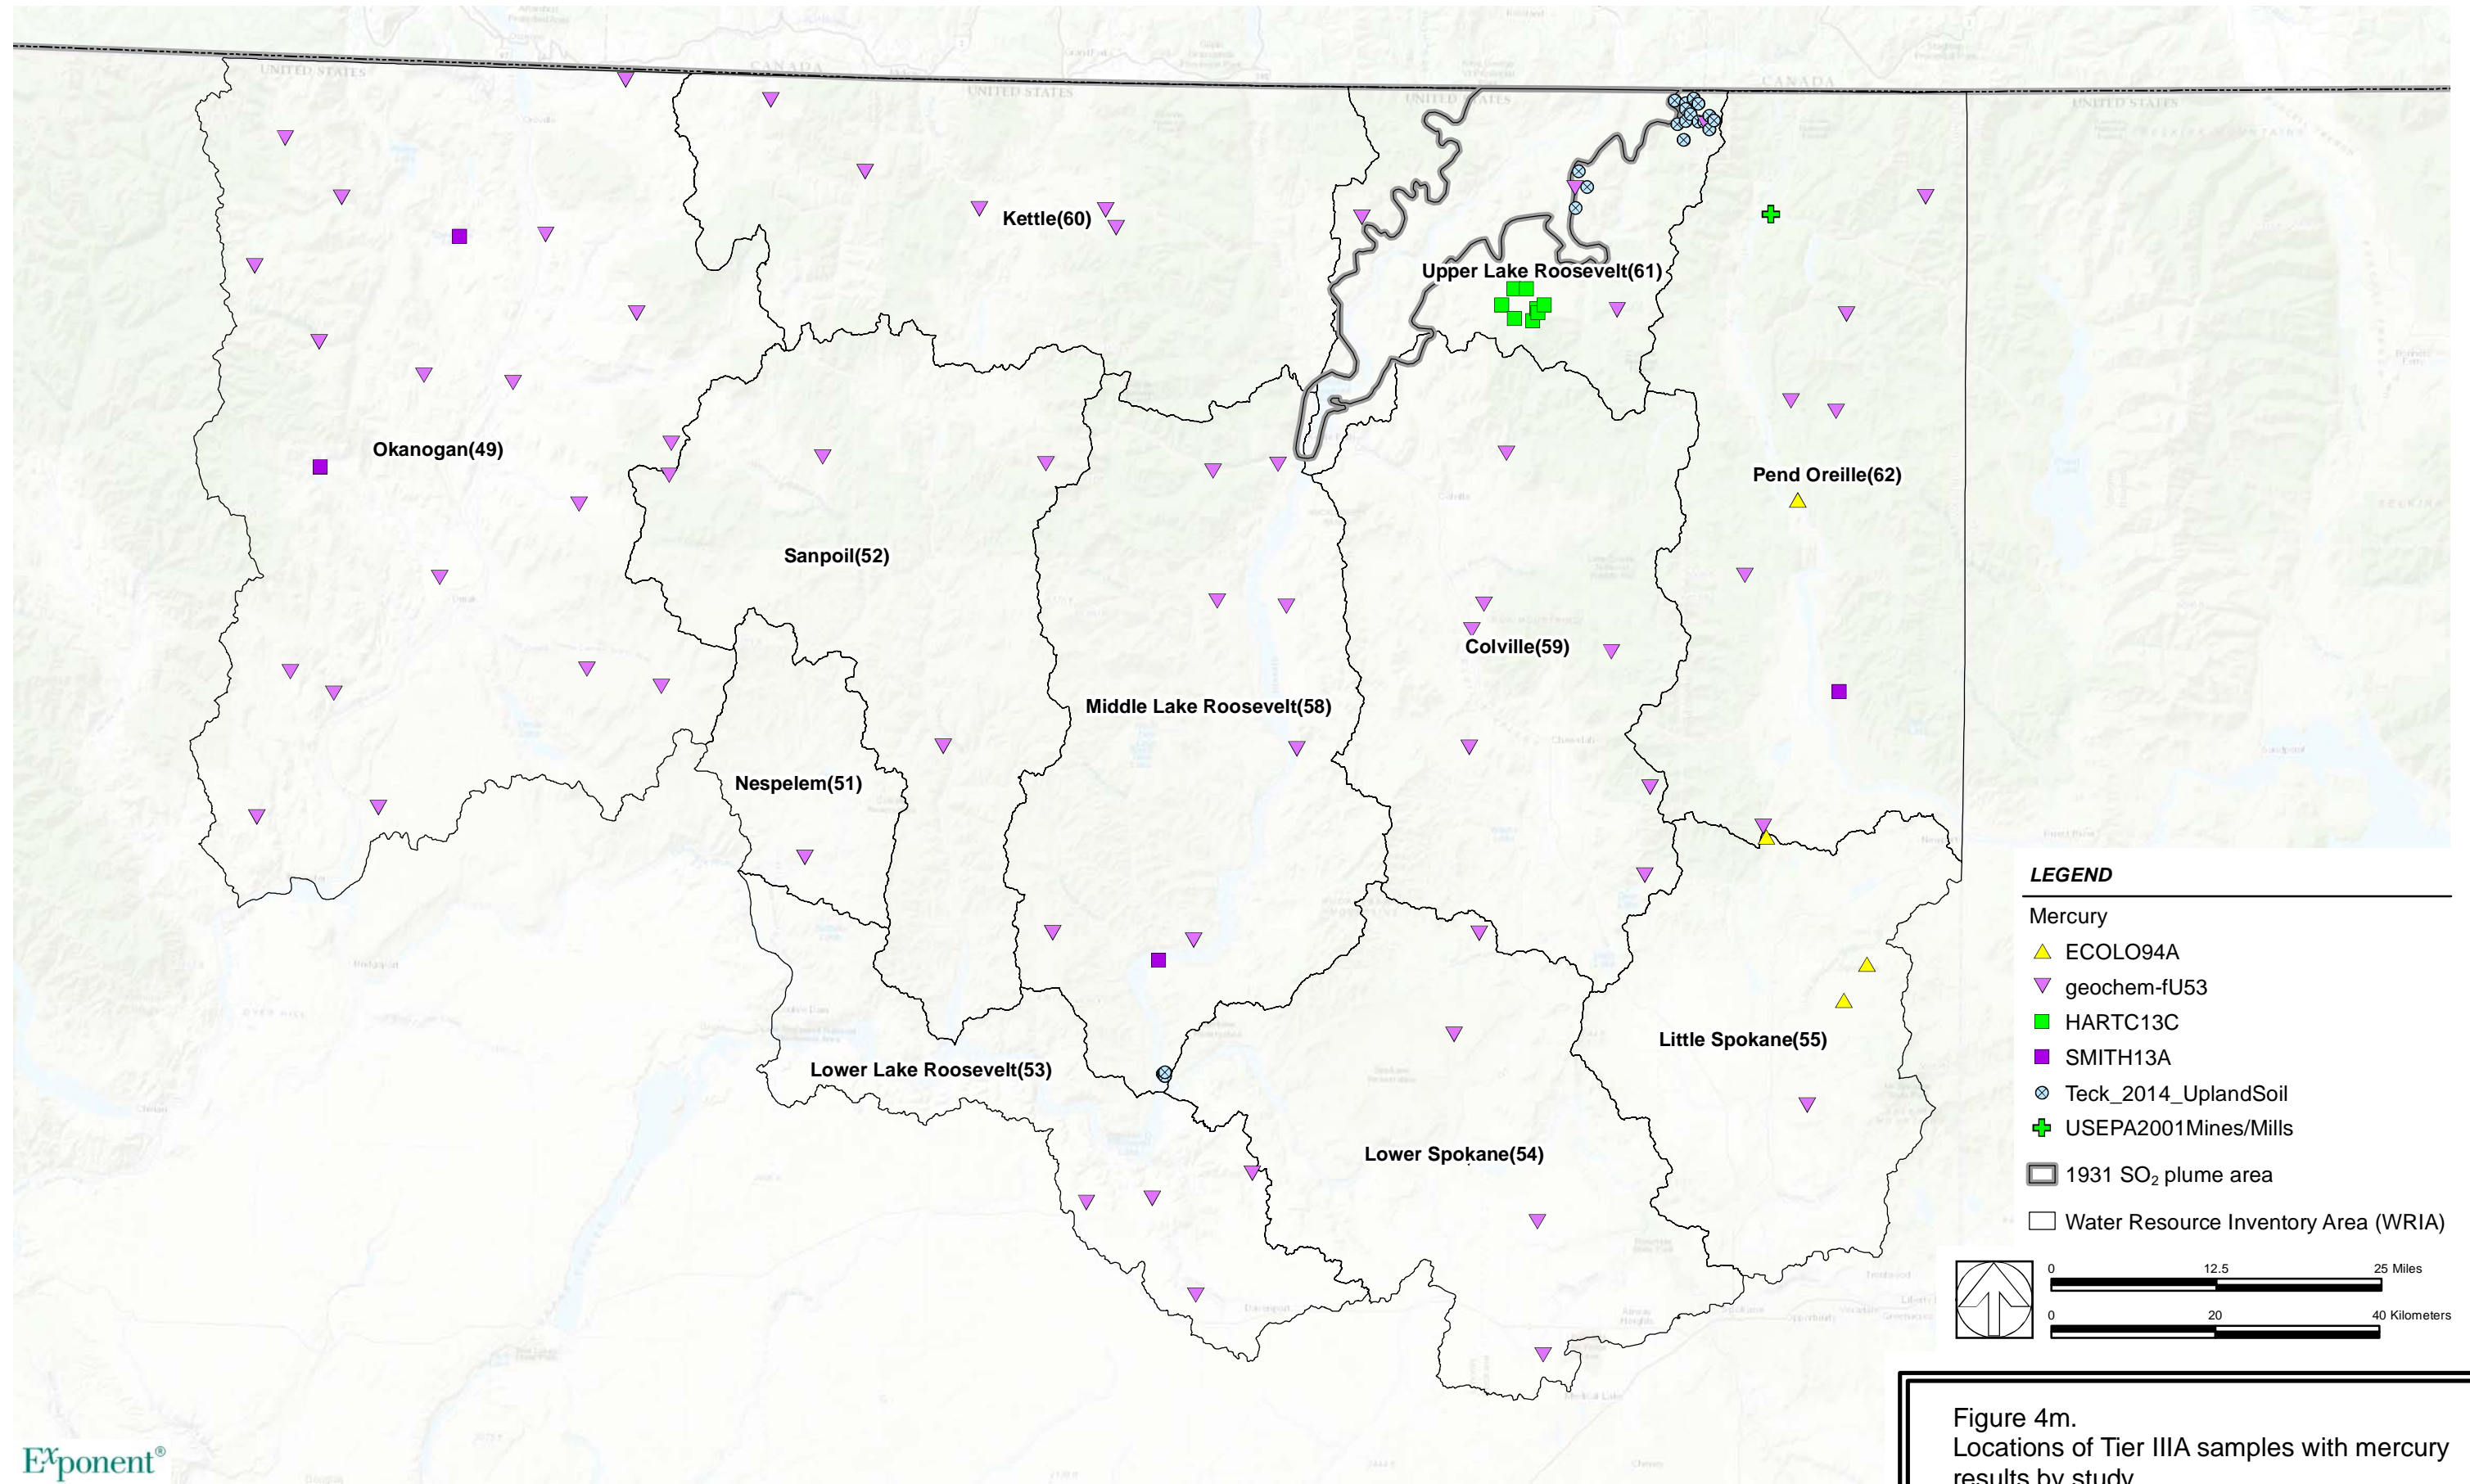 UNITED STATES
CANADA
UNITED STATES
UNITED STATES
CANADA
UNITED STATES
Kettle(60)
Upper Lake Roosevelt(61)
Okanogan(49)
Pend Oreille(62)
Sanpoil(52)
Colville(59)
Middle Lake Roosevelt(58)
Nespelem(51)
Little Spokane(55)
Lower Lake Roosevelt(53)
Lower Spokane(54)
Davenport
LEGEND
Mercury
ECOLO94A
geochem-fU53
HARTC13C
SMITH13A
Teck_2014_UplandSoil
USEPA2001Mines/Mills
1931 SO₂ plume area
Water Resource Inventory Area (WRIA)
0 12.5 25 Miles
0 20 40 Kilometers
Figure 4m.
Locations of Tier IIIA samples with mercury
results by study
Exponent®